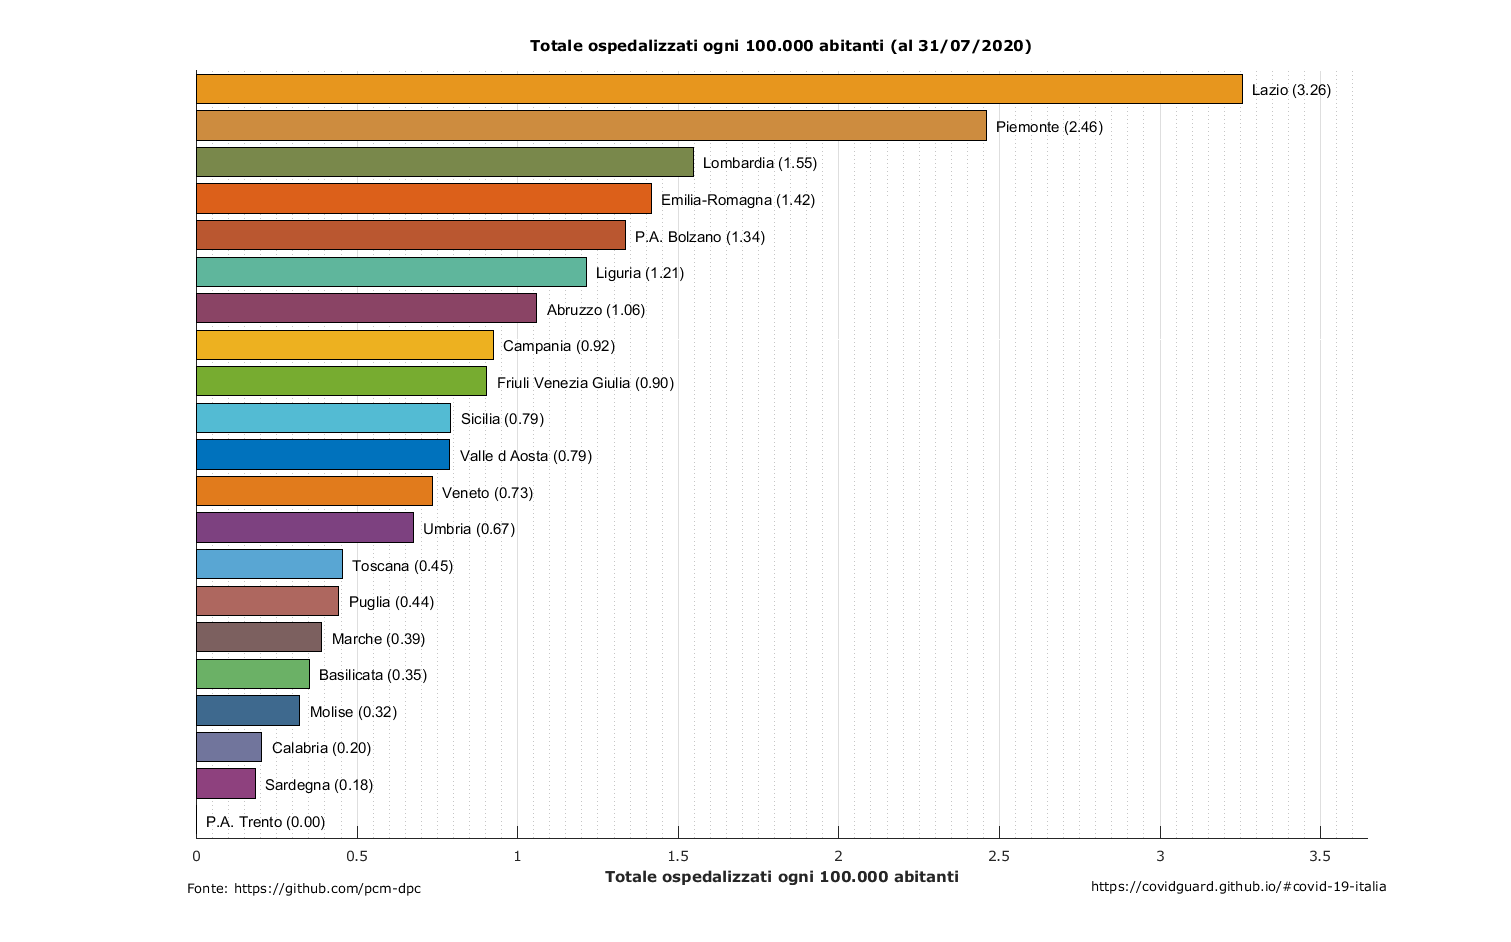 Totale ospedalizzati ogni 100.000 abitanti (al 31/07/2020)
Lazio (3.26)
Piemonte (2.46)
Lombardia (1.55)
Emilia-Romagna (1.42)
P.A. Bolzano (1.34)
Liguria (1.21)
Abruzzo (1.06)
Campania (0.92)
Friuli Venezia Giulia (0.90)
Sicilia (0.79)
Valle d Aosta (0.79)
Veneto (0.73)
Umbria (0.67)
Toscana (0.45)
Puglia (0.44)
Marche (0.39)
Basilicata (0.35)
Molise (0.32)
Calabria (0.20)
Sardegna (0.18)
P.A. Trento (0.00)
0 0.5 1 1.5 2 2.5 3 3.5
Totale ospedalizzati ogni 100.000 abitanti
Fonte: https://github.com/pcm-dpc
https://covidguard.github.io/#covid-19-italia